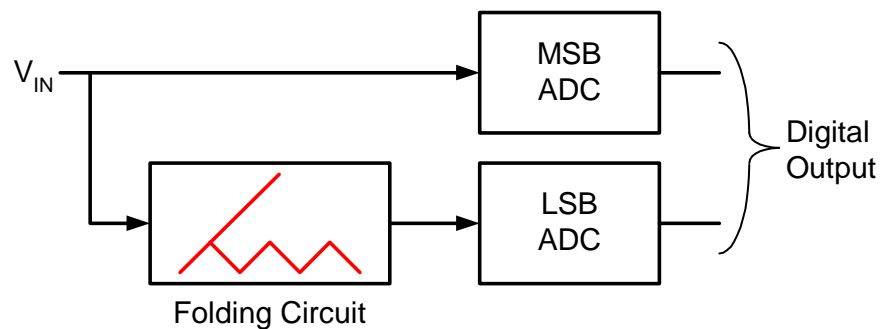 V_IN
MSB
ADC
Digital
Output
LSB
ADC
Folding Circuit